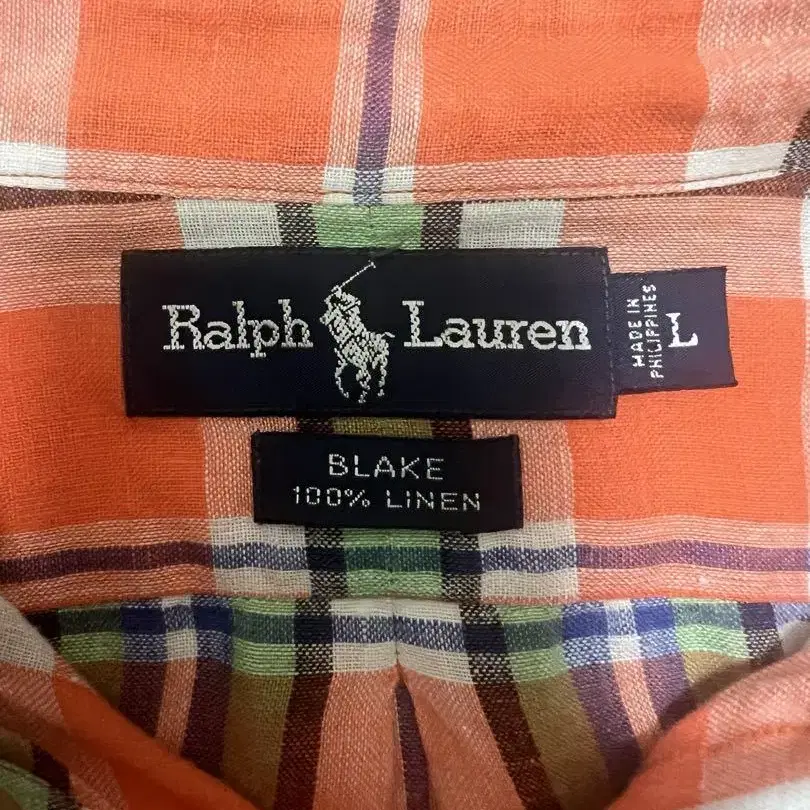 Ralph Lauren
MADE IN
PHILIPPINES
L
BLAKE
100% LINEN